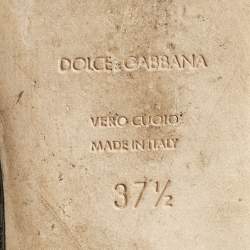 DOLCE & GABBANA
VERO CUOIO
MADE IN ITALY
37½